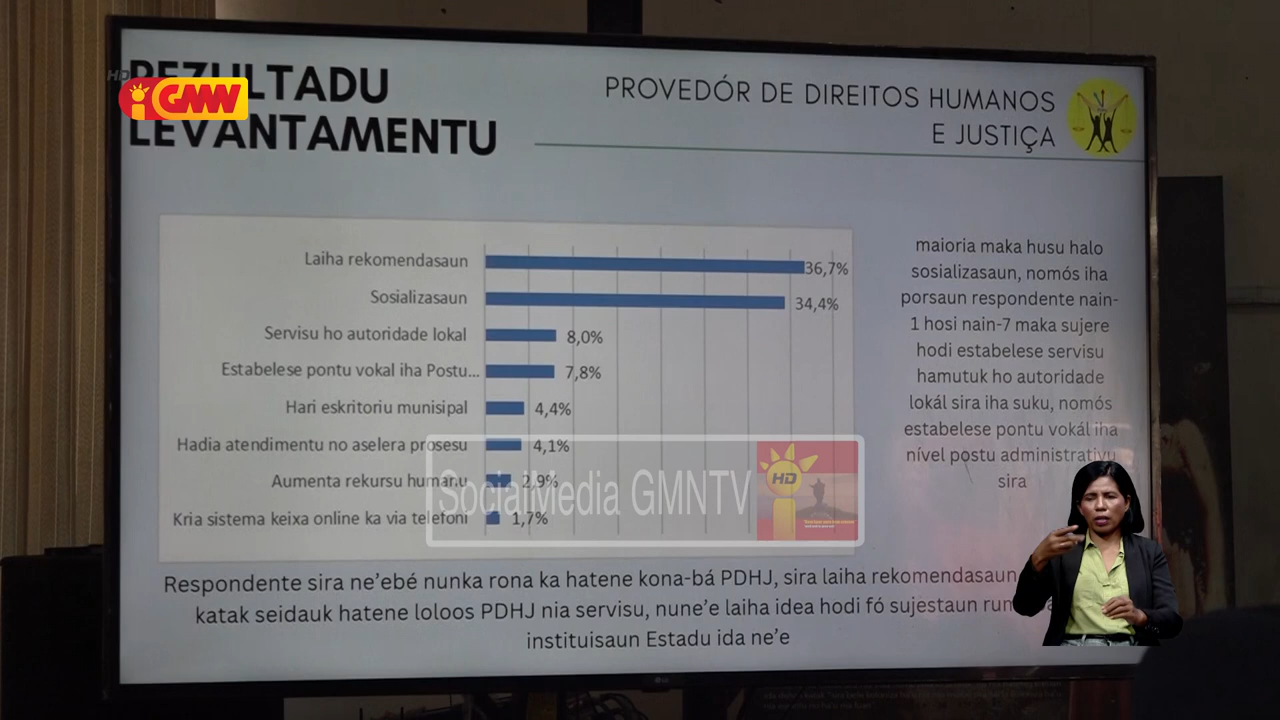 HD
GMN
REZULTADU
LEVANTAMENTU
PROVEDÓR DE DIREITOS HUMANOS
E JUSTIÇA
Laiha rekomendasaun 36,7%
Sosializasaun 34,4%
Servisu ho autoridade lokal 8,0%
Estabelese pontu vokal iha Postu... 7,8%
Hari eskritoriu munisipal 4,4%
Hadia atendimentu no aselera prosesu 4,1%
Aumenta rekursu humanu 2,9%
Kria sistema keixa online ka via telefoni 1,7%
maioria maka husu halo
sosializasaun, nomós iha
porsaun respondente nain-
1 hosi nain-7 maka sujere
hodi estabelese servisu
hamutuk ho autoridade
lokál sira iha suku, nomós
estabelese pontu vokál iha
nível postu administrativu
sira
SocialMedia GMNTV
HD
Respondente sira ne'ebé nunka rona ka hatene kona-bá PDHJ, sira laiha rekomendasaun
katak seidauk hatene loloos PDHJ nia servisu, nune'e laiha idea hodi fó sujestaun
instituisaun Estadu ida ne'e
LG